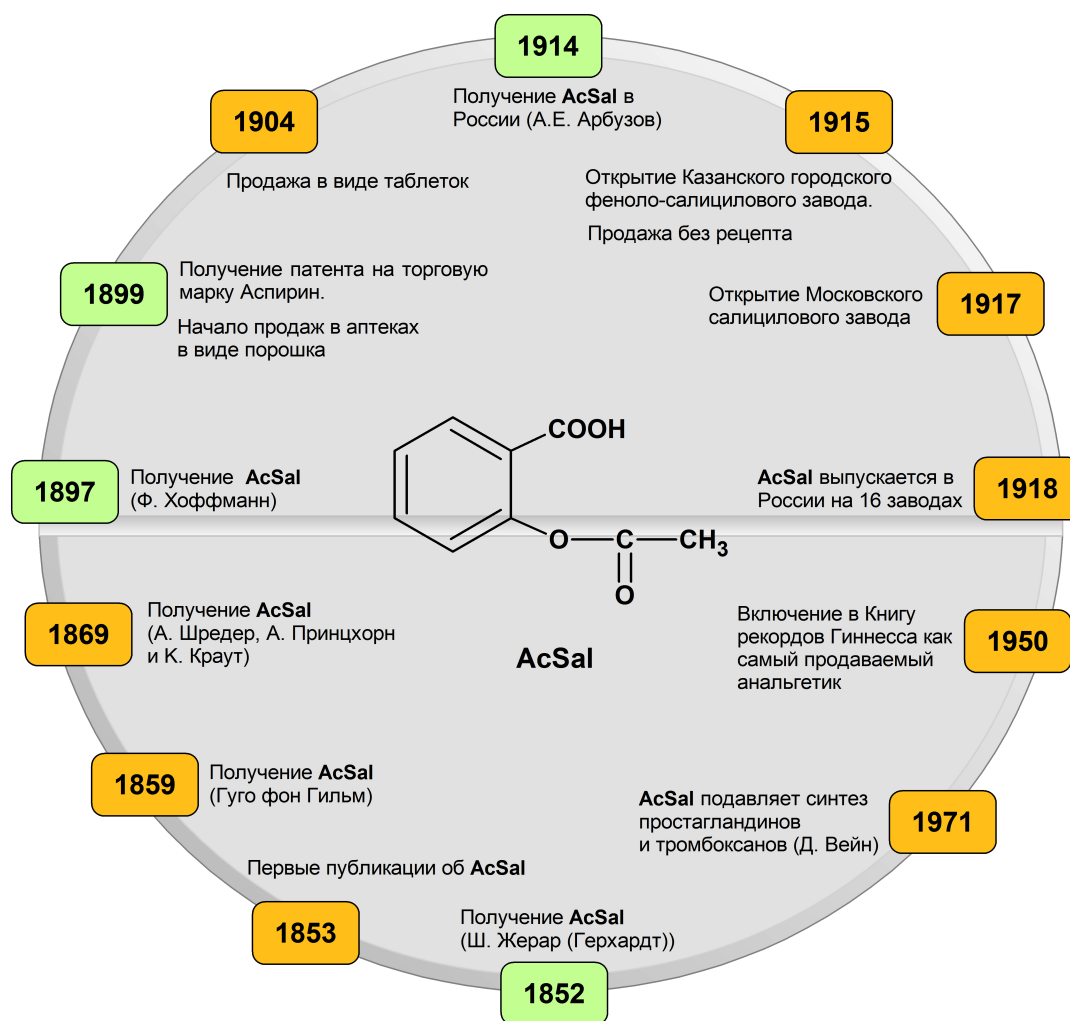 1914
Получение AcSal в
России (А.Е. Арбузов)
1904
Продажа в виде таблеток
1915
Открытие Казанского городского
феноло-салицилового завода.
Продажа без рецепта
1899
Получение патента на торговую
марку Аспирин.
Начало продаж в аптеках
в виде порошка
Открытие Московского
салицилового завода
1917
1897
Получение AcSal
(Ф. Хоффманн)
COOH
O
C
CH3
O
AcSal
AcSal выпускается в
России на 16 заводах
1918
1869
Получение AcSal
(А. Шредер, А. Принцхорн
и К. Краут)
Включение в Книгу
рекордов Гиннесса как
самый продаваемый
анальгетик
1950
1859
Получение AcSal
(Гуго фон Гильм)
AcSal подавляет синтез
простагландинов
и тромбоксанов (Д. Вейн)
1971
Первые публикации об AcSal
1853
Получение AcSal
(Ш. Жерар (Герхардт))
1852